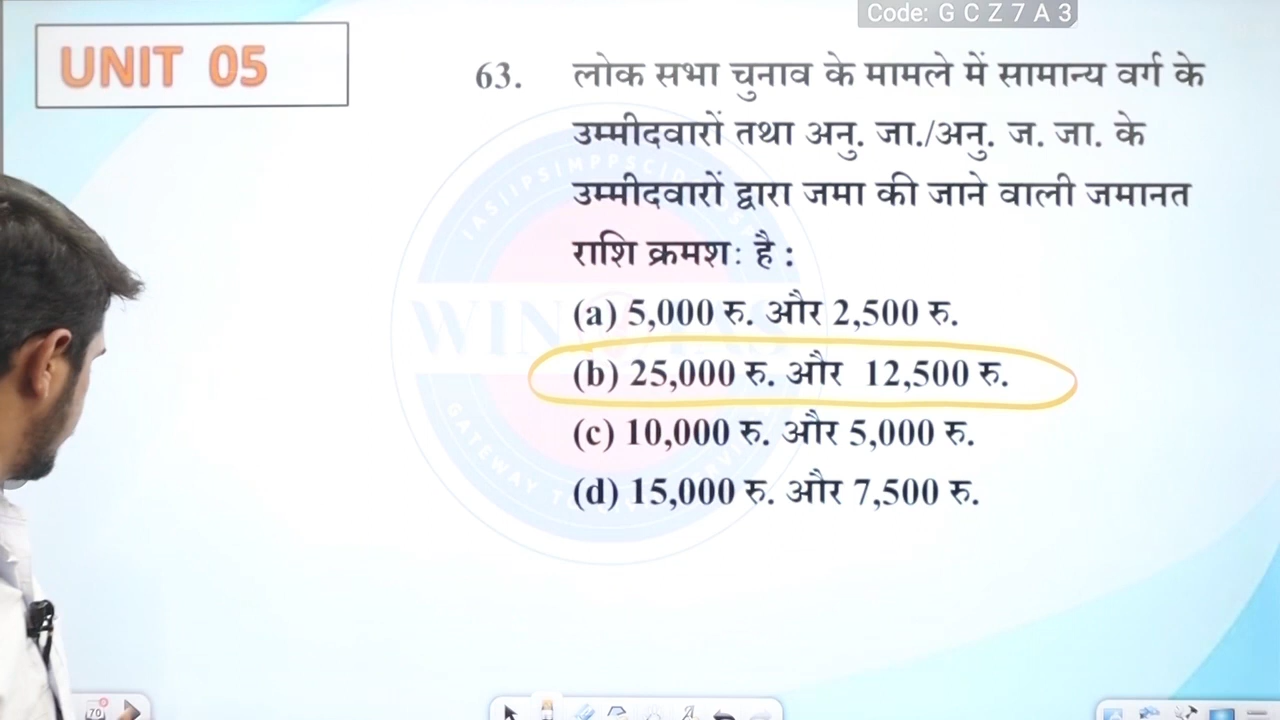 Code: G C Z 7 A 3
UNIT 05
63. लोक सभा चुनाव के मामले में सामान्य वर्ग के
उम्मीदवारों तथा अनु. जा./अनु. ज. जा. के
उम्मीदवारों द्वारा जमा की जाने वाली जमानत
राशि क्रमशः है :
(a) 5,000 रु. और 2,500 रु.
(b) 25,000 रु. और 12,500 रु.
(c) 10,000 रु. और 5,000 रु.
(d) 15,000 रु. और 7,500 रु.
70